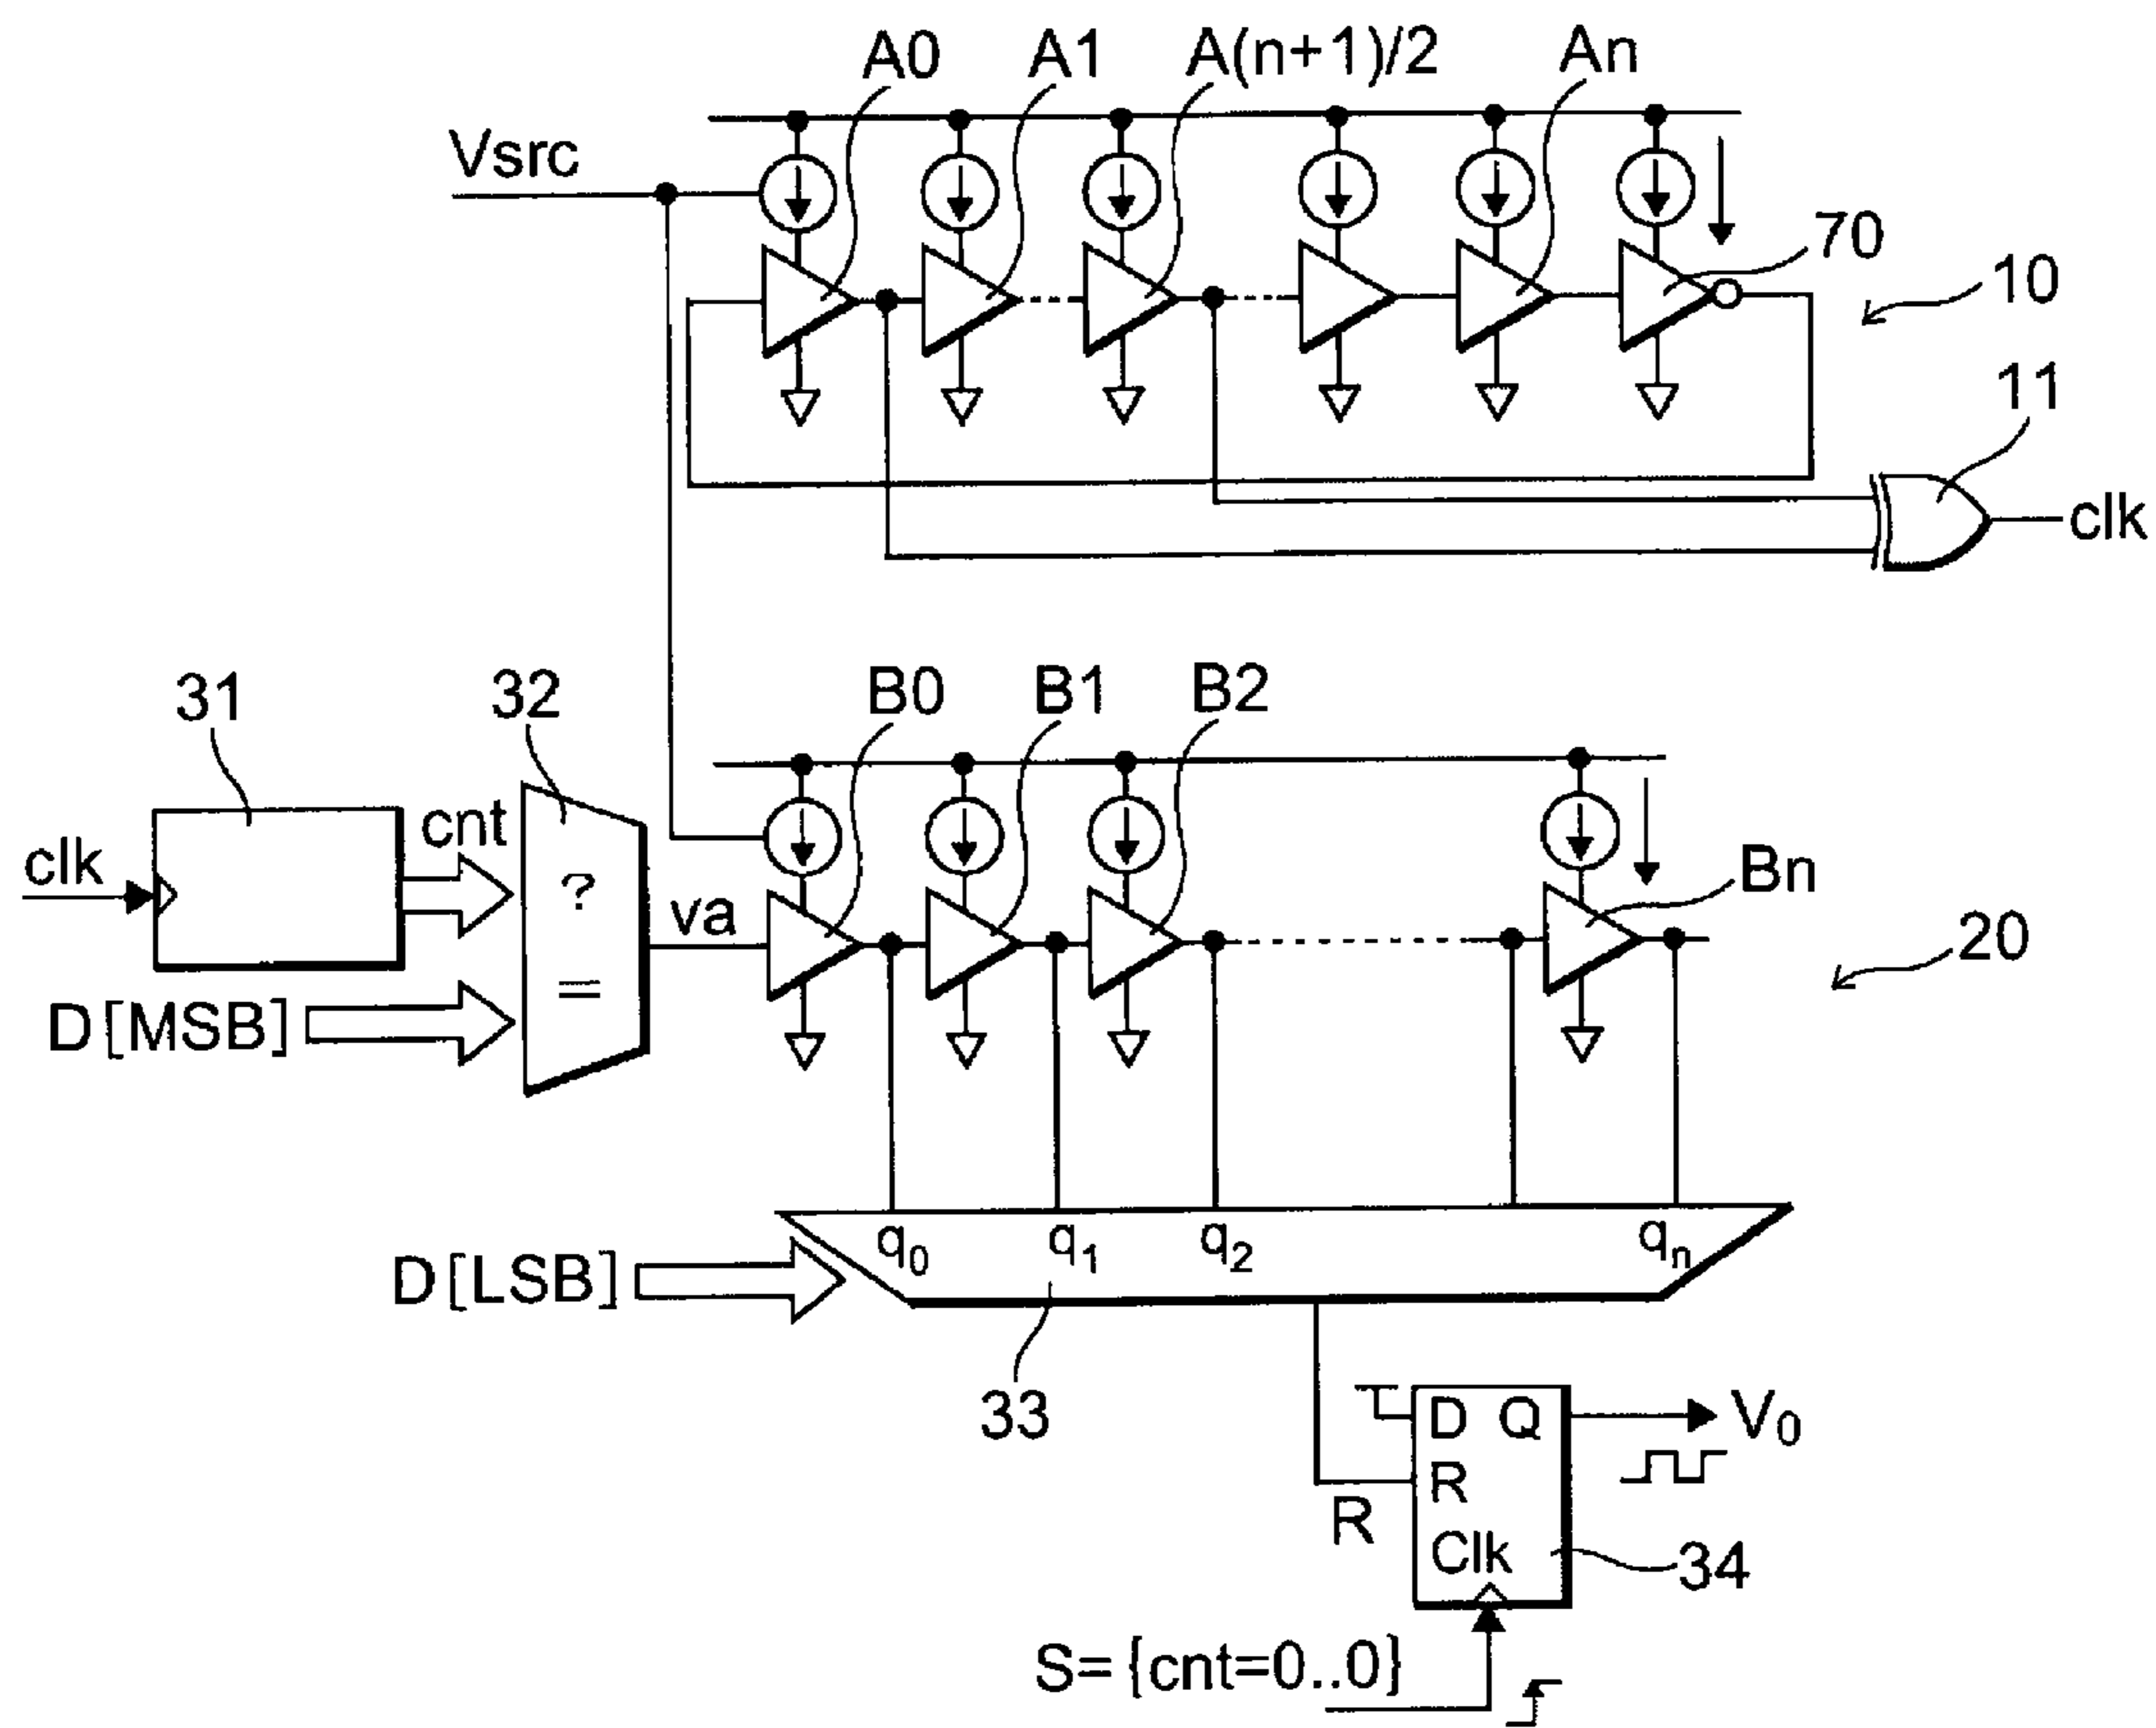 A0 A1 A(n+1)/2 An
Vsrc
70
10
11
clk
31 32 B0 B1 B2
clk cnt ? va Bn
=
20
D[MSB]
q0 q1 q2 qn
D[LSB]
33
D Q V0
R
R
Clk
34
S={cnt=0..0}